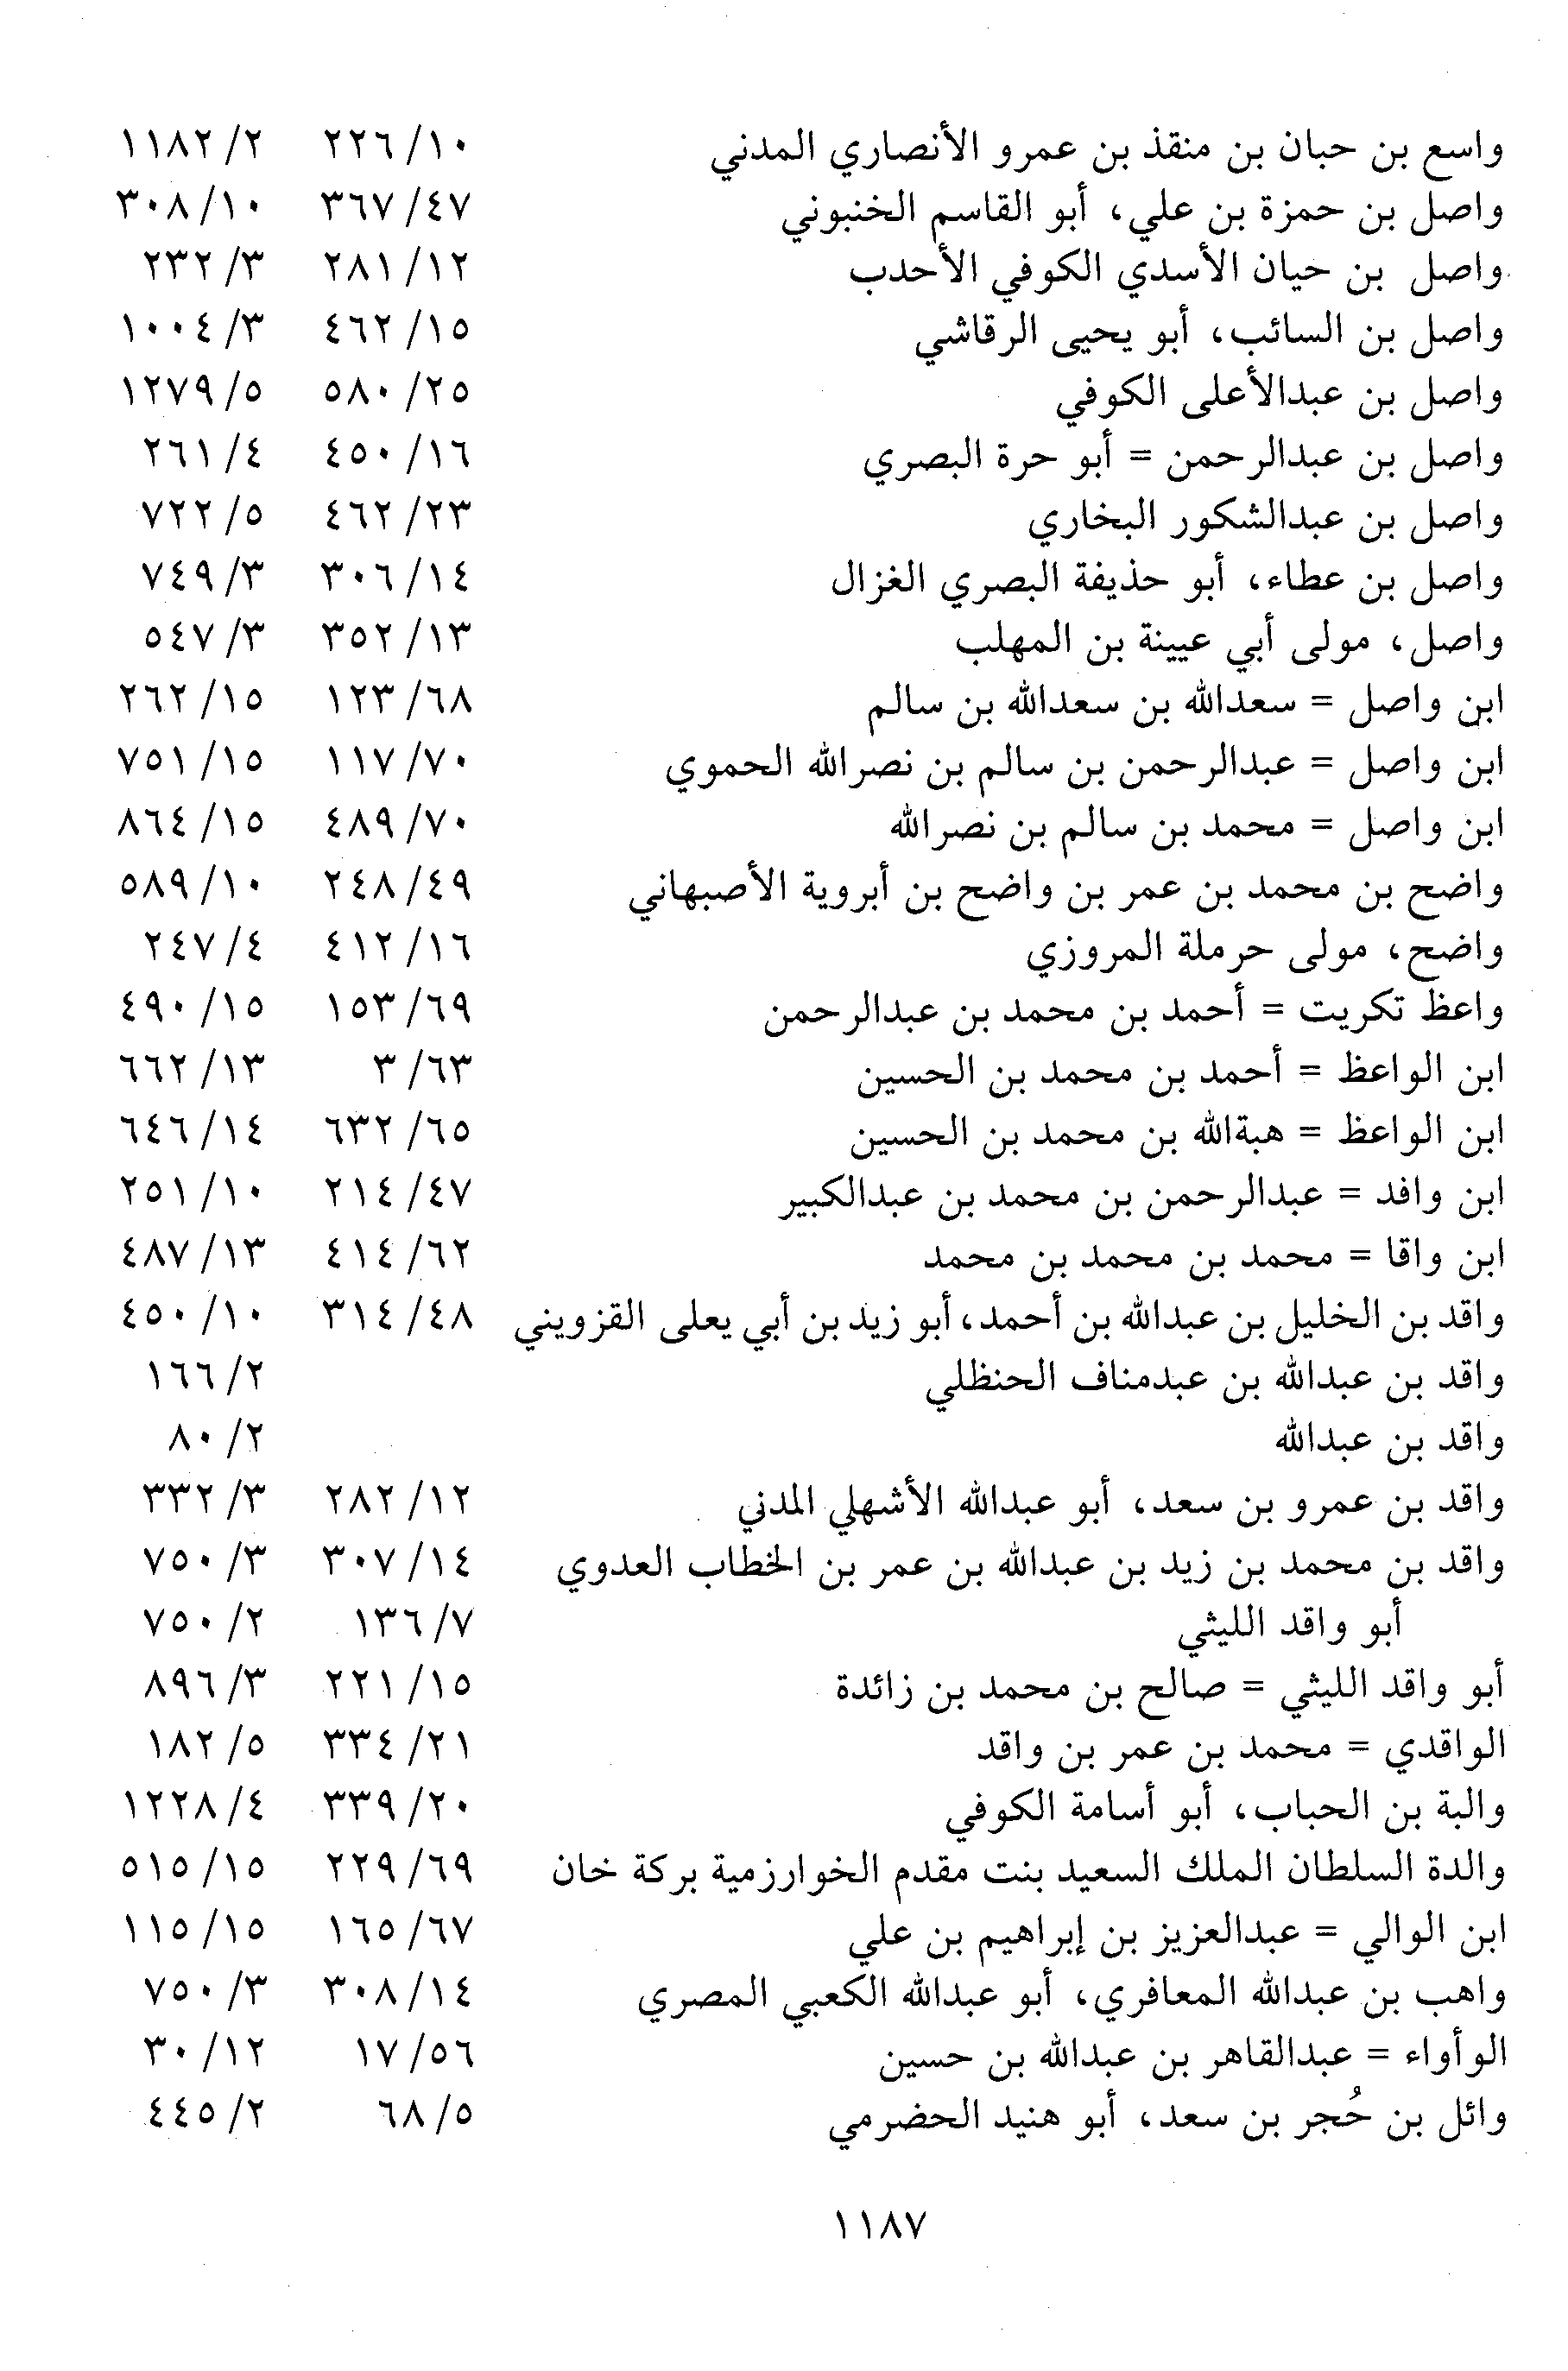 واسع بن حبان بن منقذ بن عمرو الأنصاري المدني ١٠/ ٢٢٦ ٢/ ١١٨٢
واصل بن حمزة بن علي، أبو القاسم الخنبوني ٤٧/ ٣٦٧ ١٠/ ٣٠٨
واصل بن حيان الأسدي الكوفي الأحدب ١٢/ ٢٨١ ٣/ ٢٣٢
واصل بن السائب، أبو يحيى الرقاشي ١٥/ ٤٦٢ ٣/ ١٠٠٤
واصل بن عبدالأعلى الكوفي ٢٥/ ٥٨٠ ٥/ ١٢٧٩
واصل بن عبدالرحمن = أبو حرة البصري ١٦/ ٤٥٠ ٤/ ٢٦١
واصل بن عبدالشكور البخاري ٢٣/ ٤٦٢ ٥/ ٧٢٢
واصل بن عطاء، أبو حذيفة البصري الغزال ١٤/ ٣٠٦ ٣/ ٧٤٩
واصل، مولى أبي عيينة بن المهلب ١٣/ ٣٥٢ ٣/ ٥٤٧
ابن واصل = سعدالله بن سعدالله بن سالم ٦٨/ ١٢٣ ١٥/ ٢٦٢
ابن واصل = عبدالرحمن بن سالم بن نصرالله الحموي ٧٠/ ١١٧ ١٥/ ٧٥١
ابن واصل = محمد بن سالم بن نصرالله ٧٠/ ٤٨٩ ١٥/ ٨٦٤
واضح بن محمد بن عمر بن واضح بن أبروية الأصبهاني ٤٩/ ٢٤٨ ١٠/ ٥٨٩
واضح، مولى حرملة المروزي ١٦/ ٤١٢ ٤/ ٢٤٧
واعظ تكريت = أحمد بن محمد بن عبدالرحمن ٦٩/ ١٥٣ ١٥/ ٤٩٠
ابن الواعظ = أحمد بن محمد بن الحسين ٦٣/ ٣ ١٣/ ٦٦٢
ابن الواعظ = هبةالله بن محمد بن الحسين ٦٥/ ٦٣٢ ١٤/ ٦٤٦
ابن وافد = عبدالرحمن بن محمد بن عبدالكبير ٤٧/ ٢١٤ ١٠/ ٢٥١
ابن واقا = محمد بن محمد بن محمد ٦٢/ ٤١٤ ١٣/ ٤٨٧
واقد بن الخليل بن عبدالله بن أحمد، أبو زيد بن أبي يعلى القزويني ٤٨/ ٣١٤ ١٠/ ٤٥٠
واقد بن عبدالله بن عبدمناف الحنظلي ٢/ ١٦٦
واقد بن عبدالله ٢/ ٨٠
واقد بن عمرو بن سعد، أبو عبدالله الأشهلي المدني ١٢/ ٢٨٢ ٣/ ٣٣٢
واقد بن محمد بن زيد بن عبدالله بن عمر بن الخطاب العدوي ١٤/ ٣٠٧ ٣/ ٧٥٠
أبو واقد الليثي ٧/ ١٣٦ ٢/ ٧٥٠
أبو واقد الليثي = صالح بن محمد بن زائدة ١٥/ ٢٢١ ٣/ ٨٩٦
الواقدي = محمد بن عمر بن واقد ٢١/ ٣٣٤ ٥/ ١٨٢
والبة بن الحباب، أبو أسامة الكوفي ٢٠/ ٣٣٩ ٤/ ١٢٢٨
والدة السلطان الملك السعيد بنت مقدم الخوارزمية بركة خان ٦٩/ ٢٢٩ ١٥/ ٥١٥
ابن الوالي = عبدالعزيز بن إبراهيم بن علي ٦٧/ ١٦٥ ١٥/ ١١٥
واهب بن عبدالله المعافري، أبو عبدالله الكعبي المصري ١٤/ ٣٠٨ ٣/ ٧٥٠
الوأواء = عبدالقاهر بن عبدالله بن حسين ٥٦/ ١٧ ١٢/ ٣٠
وائل بن حُجر بن سعد، أبو هنيد الحضرمي ٥/ ٦٨ ٢/ ٤٤٥
١١٨٧